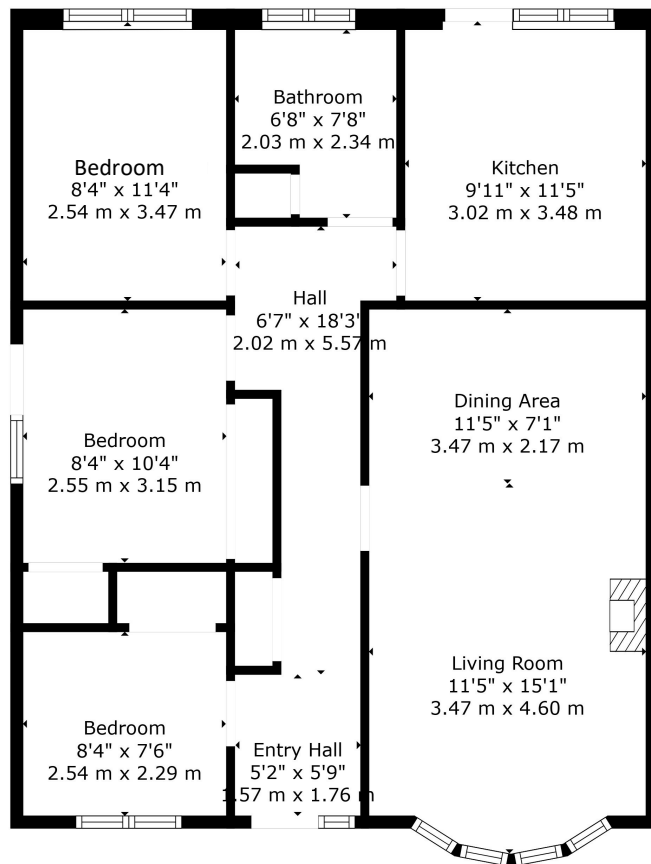 Bathroom
6'8" x 7'8"
2.03 m x 2.34 m
Bedroom
8'4" x 11'4"
2.54 m x 3.47 m
Kitchen
9'11" x 11'5"
3.02 m x 3.48 m
Hall
6'7" x 18'3"
2.02 m x 5.57 m
Dining Area
11'5" x 7'1"
3.47 m x 2.17 m
Bedroom
8'4" x 10'4"
2.55 m x 3.15 m
Living Room
11'5" x 15'1"
3.47 m x 4.60 m
Bedroom
8'4" x 7'6"
2.54 m x 2.29 m
Entry Hall
5'2" x 5'9"
1.57 m x 1.76 m